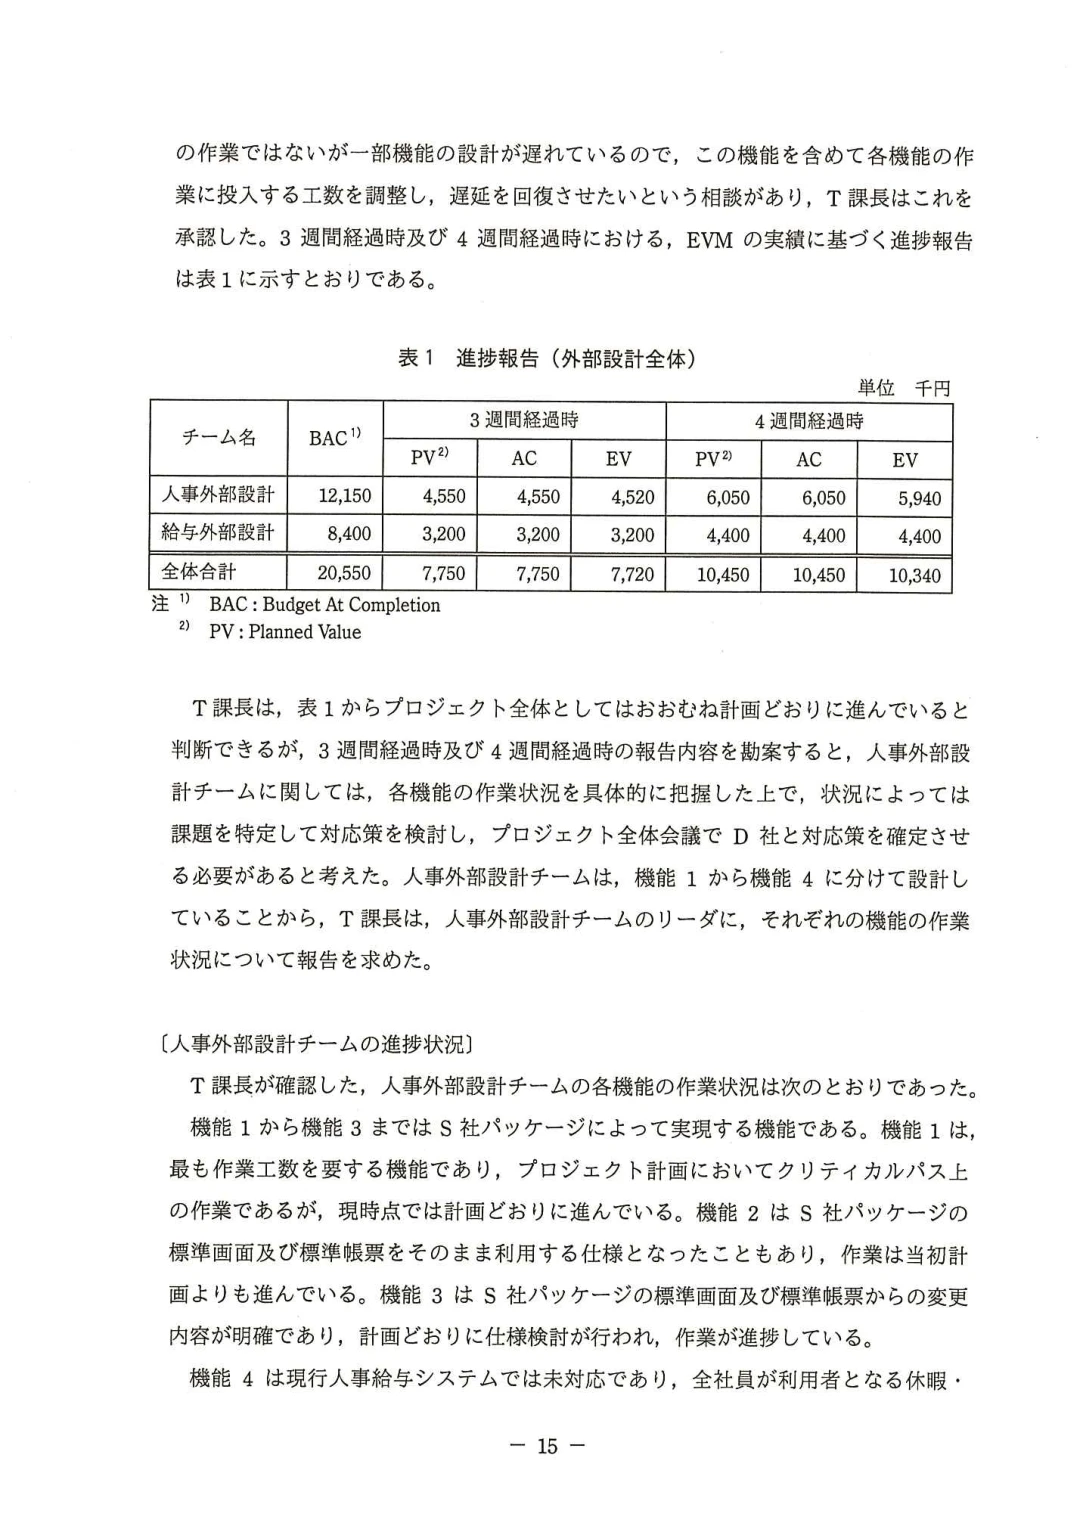 の作業ではないが一部機能の設計が遅れているので，この機能を含めて各機能の作
業に投入する工数を調整し，遅延を回復させたいという相談があり，T 課長はこれを
承認した。3 週間経過時及び 4 週間経過時における，EVM の実績に基づく進捗報告
は表1に示すとおりである。
表1　進捗報告（外部設計全体）
単位　千円
チーム名 BAC1) 3 週間経過時 4 週間経過時
PV2) AC EV PV2) AC EV
人事外部設計 12,150 4,550 4,550 4,520 6,050 6,050 5,940
給与外部設計 8,400 3,200 3,200 3,200 4,400 4,400 4,400
全体合計 20,550 7,750 7,750 7,720 10,450 10,450 10,340
注 1) BAC : Budget At Completion
2) PV : Planned Value
T 課長は，表1からプロジェクト全体としてはおおむね計画どおりに進んでいると
判断できるが，3 週間経過時及び 4 週間経過時の報告内容を勘案すると，人事外部設
計チームに関しては，各機能の作業状況を具体的に把握した上で，状況によっては
課題を特定して対応策を検討し，プロジェクト全体会議で D 社と対応策を確定させ
る必要があると考えた。人事外部設計チームは，機能 1 から機能 4 に分けて設計し
ていることから，T 課長は，人事外部設計チームのリーダに，それぞれの機能の作業
状況について報告を求めた。
〔人事外部設計チームの進捗状況〕
T 課長が確認した，人事外部設計チームの各機能の作業状況は次のとおりであった。
機能 1 から機能 3 までは S 社パッケージによって実現する機能である。機能 1 は，
最も作業工数を要する機能であり，プロジェクト計画においてクリティカルパス上
の作業であるが，現時点では計画どおりに進んでいる。機能 2 は S 社パッケージの
標準画面及び標準帳票をそのまま利用する仕様となったこともあり，作業は当初計
画よりも進んでいる。機能 3 は S 社パッケージの標準画面及び標準帳票からの変更
内容が明確であり，計画どおりに仕様検討が行われ，作業が進捗している。
機能 4 は現行人事給与システムでは未対応であり，全社員が利用者となる休暇・
― 15 ―